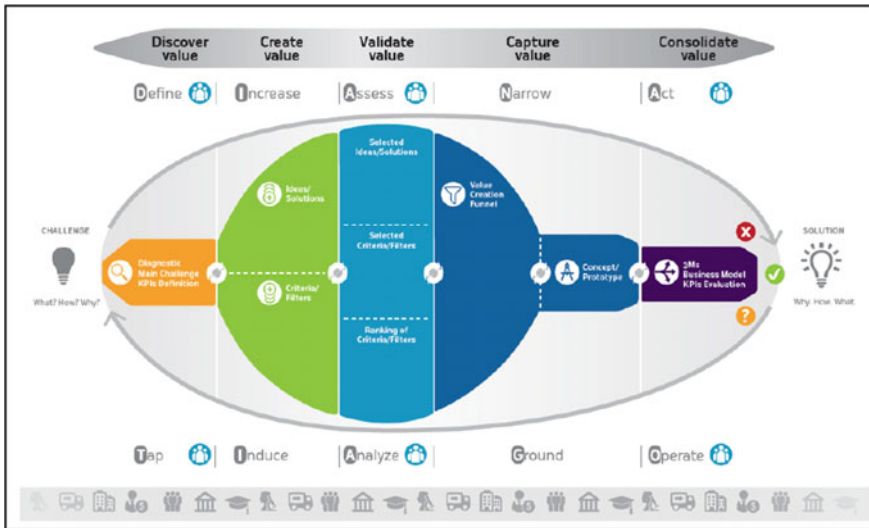 Discover value
Create value
Validate value
Capture value
Consolidate value
Define
Increase
Assess
Narrow
Act
CHALLENGE
What? How? Why?
Diagnostic
Main Challenge
KPIs Definition
Ideas/
Solutions
Criteria/
Filters
Selected
Ideas/Solutions
Selected
Criteria/Filters
Ranking of
Criteria/Filters
Value
Creation
Funnel
Concept/
Prototype
3Ms
Business Model
KPIs Evaluation
?
SOLUTION
Why. How. What.
Tap
Induce
Analyze
Ground
Operate